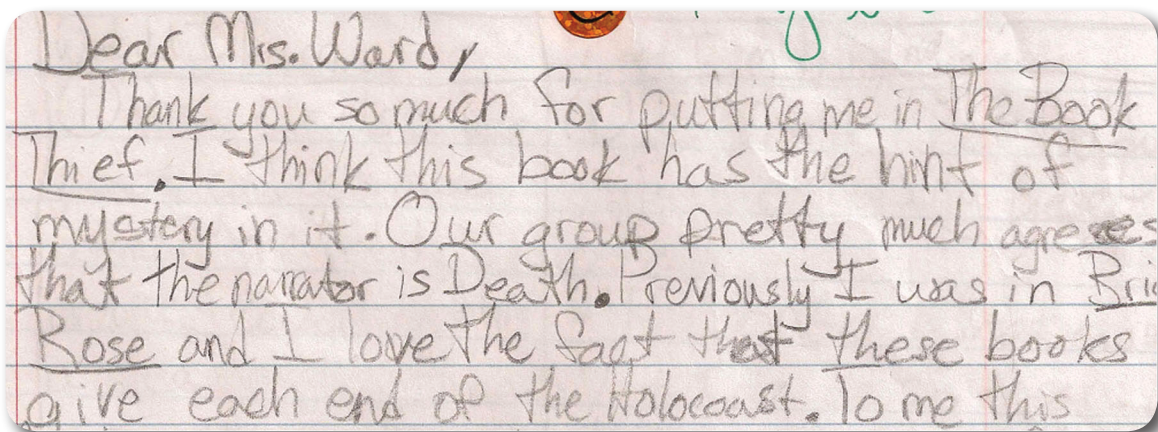 Dear Mrs. Ward,
Thank you so much for putting me in The Book
Thief. I think this book has the hint of
mystery in it. Our group pretty much agrees
that the narrator is Death. Previously I was in Bri
Rose and I love the fact that these books
give each end of the Holocoast. To me this